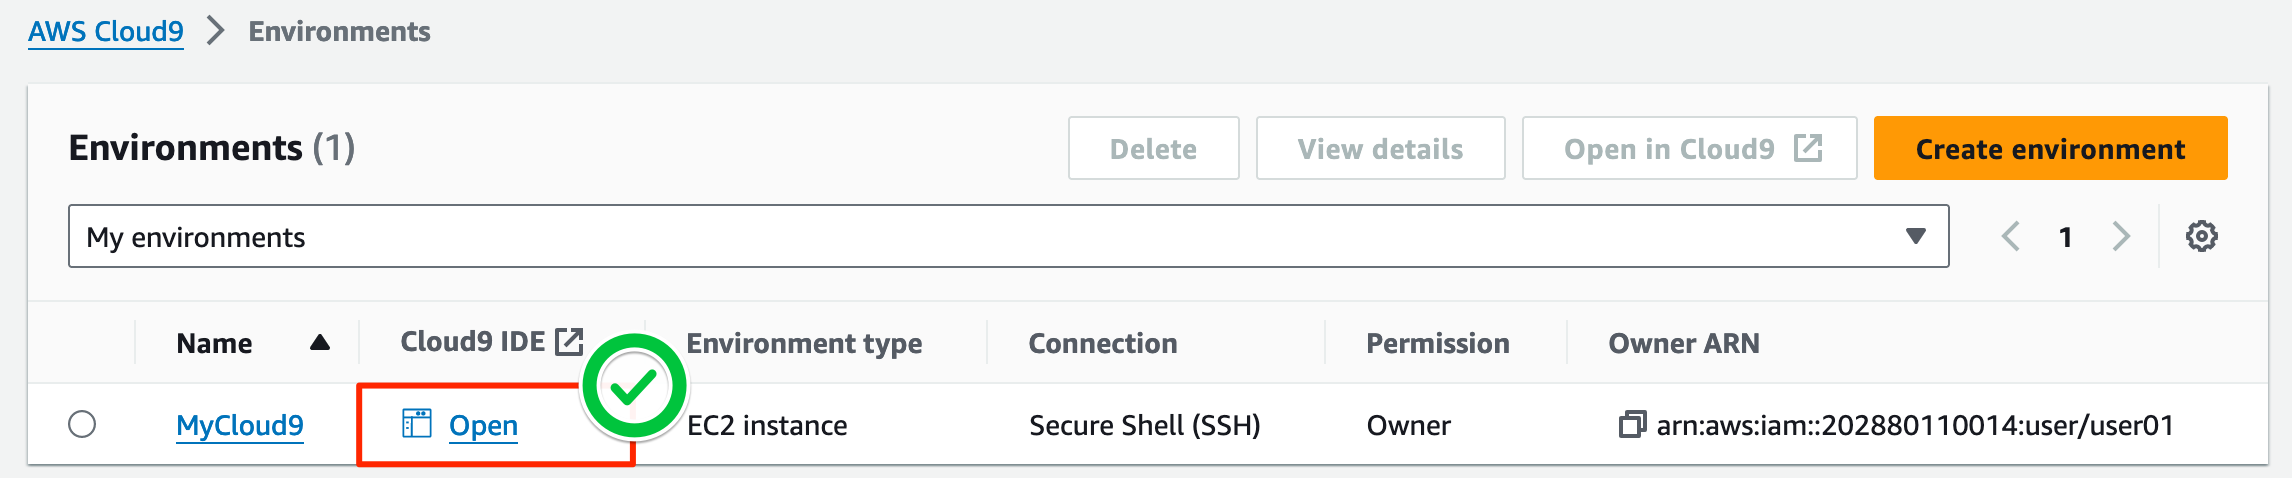 AWS Cloud9 > Environments
Environments (1)
Delete
View details
Open in Cloud9
Create environment
My environments
1
Name Cloud9 IDE Environment type Connection Permission Owner ARN
MyCloud9 Open EC2 instance Secure Shell (SSH) Owner arn:aws:iam::202880110014:user/user01